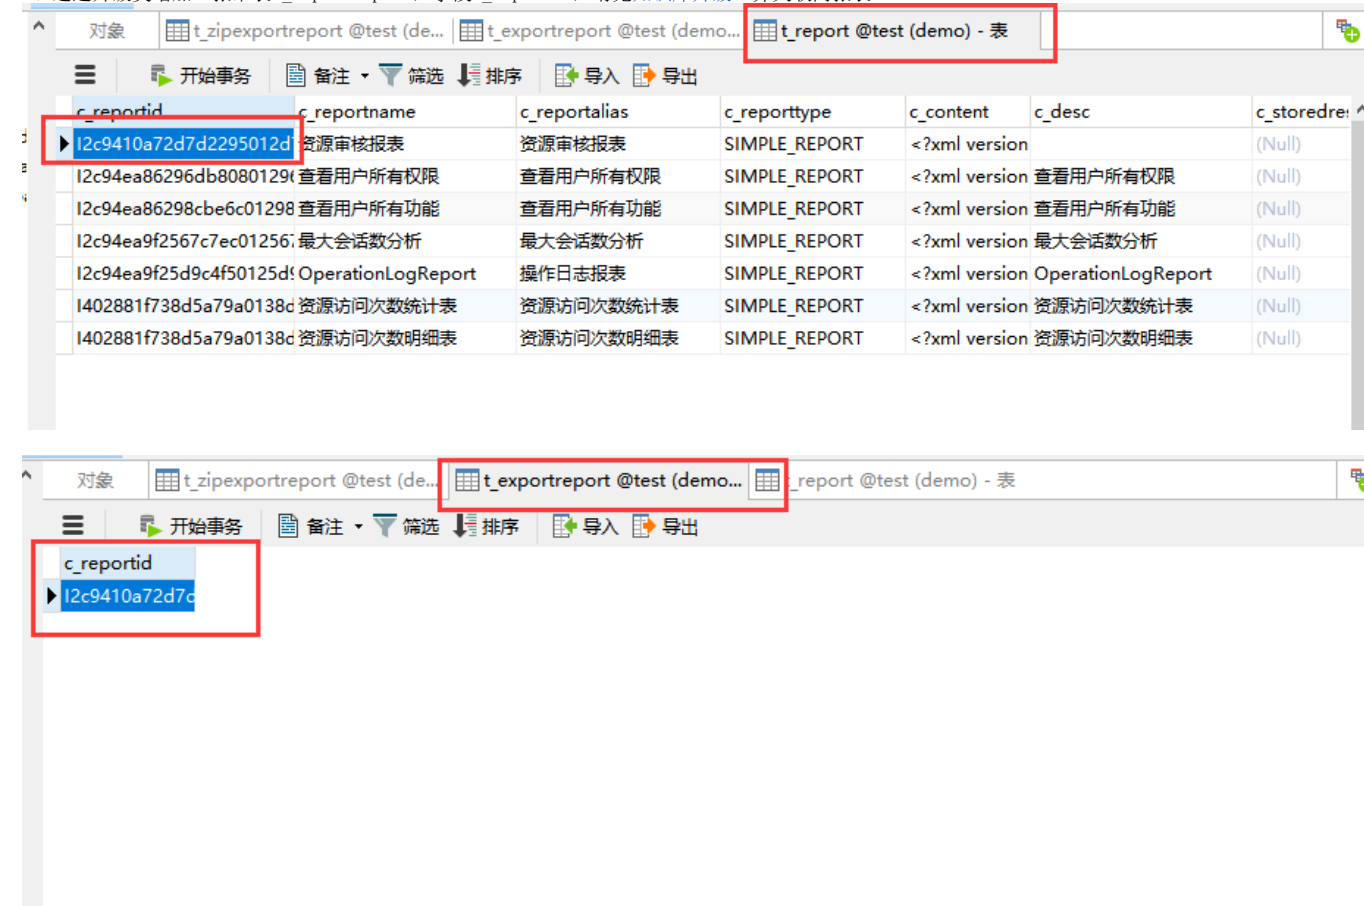 对象 t_zipexportreport @test (de... t_exportreport @test (demo... t_report @test (demo) - 表
开始事务 备注 筛选 排序 导入 导出
c_reportid c_reportname c_reportalias c_reporttype c_content c_desc c_storedre
I2c9410a72d7d2295012d 资源审核报表 资源审核报表 SIMPLE_REPORT <?xml version (Null)
I2c94ea86296db8080129 查看用户所有权限 查看用户所有权限 SIMPLE_REPORT <?xml version 查看用户所有权限 (Null)
I2c94ea86298cbe6c01298 查看用户所有功能 查看用户所有功能 SIMPLE_REPORT <?xml version 查看用户所有功能 (Null)
I2c94ea9f2567c7ec01256 最大会话数分析 最大会话数分析 SIMPLE_REPORT <?xml version 最大会话数分析 (Null)
I2c94ea9f25d9c4f50125d OperationLogReport 操作日志报表 SIMPLE_REPORT <?xml version OperationLogReport (Null)
I402881f738d5a79a0138d 资源访问次数统计表 资源访问次数统计表 SIMPLE_REPORT <?xml version 资源访问次数统计表 (Null)
I402881f738d5a79a0138d 资源访问次数明细表 资源访问次数明细表 SIMPLE_REPORT <?xml version 资源访问次数明细表 (Null)
对象 t_zipexportreport @test (de... t_exportreport @test (demo... _report @test (demo) - 表
开始事务 备注 筛选 排序 导入 导出
c_reportid
I2c9410a72d7c